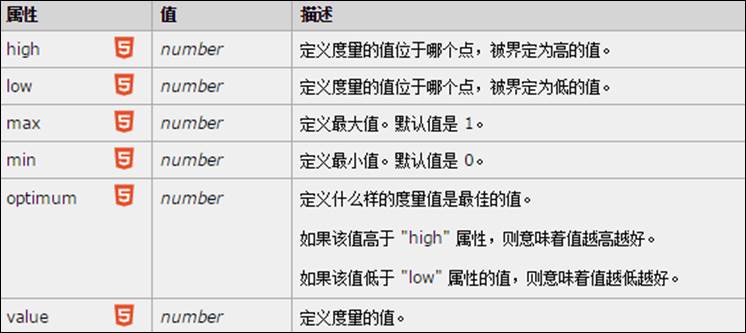 属性 值 描述
high 5 number 定义度量的值位于哪个点，被界定为高的值。
low 5 number 定义度量的值位于哪个点，被界定为低的值。
max 5 number 定义最大值。默认值是 1。
min 5 number 定义最小值。默认值是 0。
optimum 5 number 定义什么样的度量值是最佳的值。
如果该值高于 "high" 属性，则意味着值越高越好。
如果该值低于 "low" 属性的值，则意味着值越低越好。
value 5 number 定义度量的值。